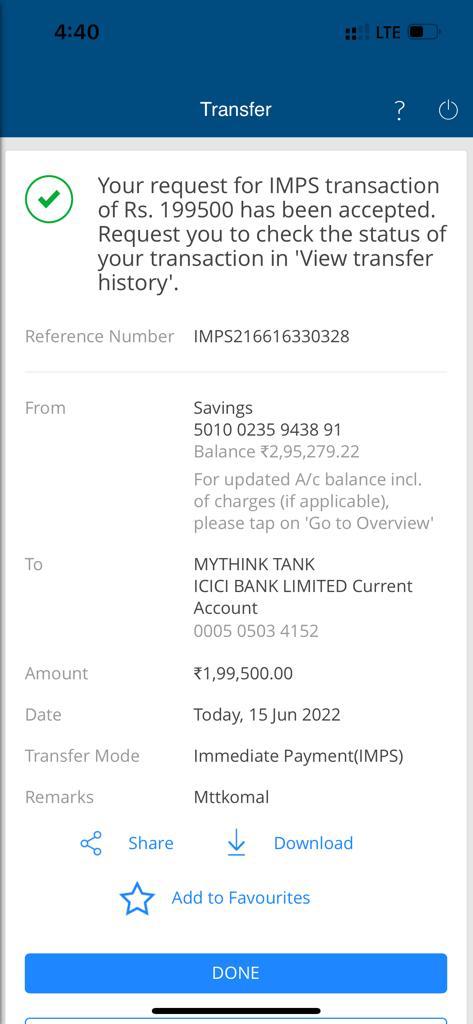 4:40
LTE
Transfer
?
Your request for IMPS transaction
of Rs. 199500 has been accepted.
Request you to check the status of
your transaction in 'View transfer
history'.
Reference Number IMPS216616330328
From Savings
5010 0235 9438 91
Balance ₹2,95,279.22
For updated A/c balance incl.
of charges (if applicable),
please tap on 'Go to Overview'
To MYTHINK TANK
ICICI BANK LIMITED Current
Account
0005 0503 4152
Amount ₹1,99,500.00
Date Today, 15 Jun 2022
Transfer Mode Immediate Payment(IMPS)
Remarks Mttkomal
Share Download
Add to Favourites
DONE